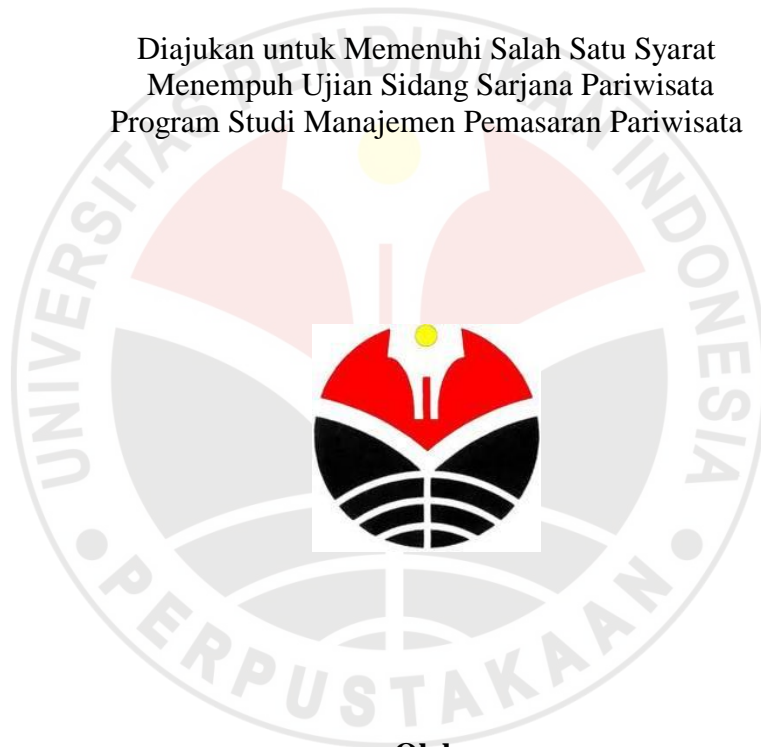 Diajukan untuk Memenuhi Salah Satu Syarat
Menempuh Ujian Sidang Sarjana Pariwisata
Program Studi Manajemen Pemasaran Pariwisata
UNIVERSITAS PENDIDIKAN INDONESIA
PERPUSTAKAAN